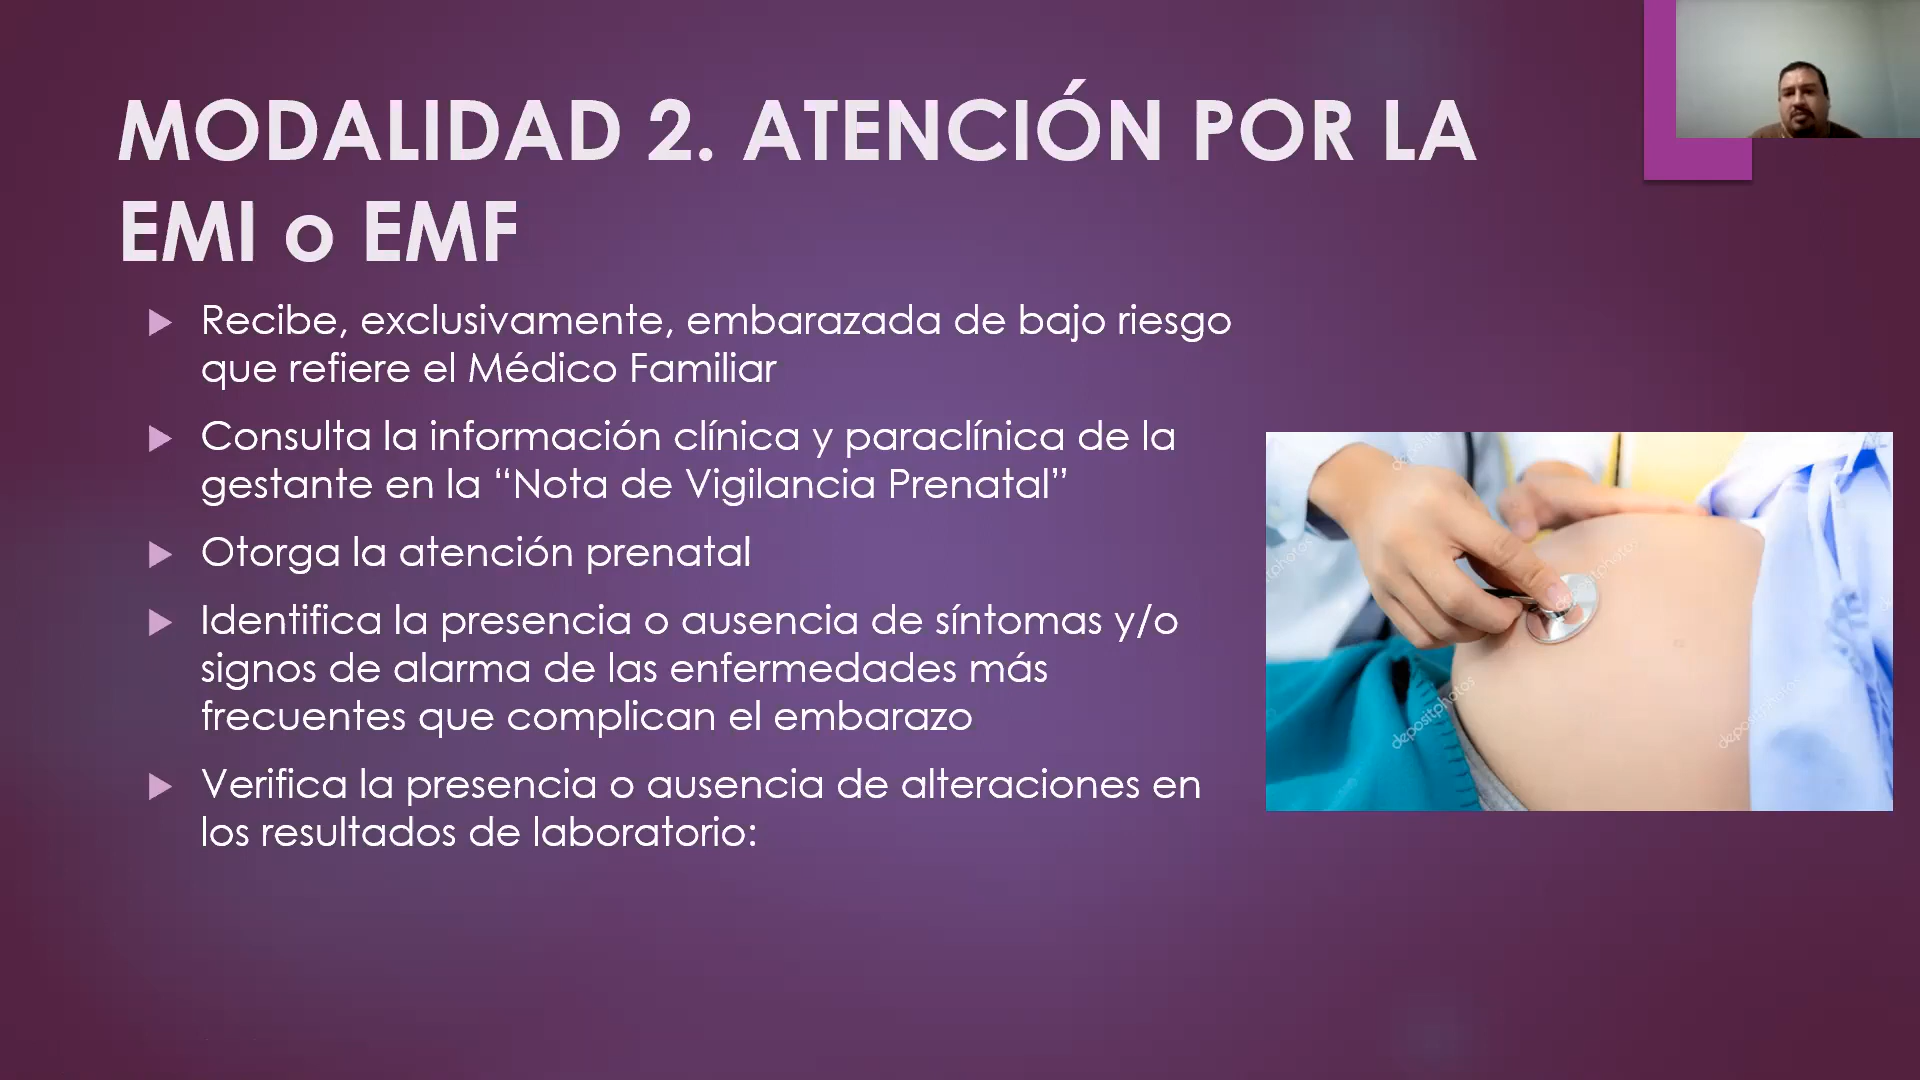 MODALIDAD 2. ATENCIÓN POR LA
EMI o EMF
Recibe, exclusivamente, embarazada de bajo riesgo
que refiere el Médico Familiar
Consulta la información clínica y paraclínica de la
gestante en la “Nota de Vigilancia Prenatal”
Otorga la atención prenatal
Identifica la presencia o ausencia de síntomas y/o
signos de alarma de las enfermedades más
frecuentes que complican el embarazo
Verifica la presencia o ausencia de alteraciones en
los resultados de laboratorio:
depositphotos
depositphotos
depositphotos